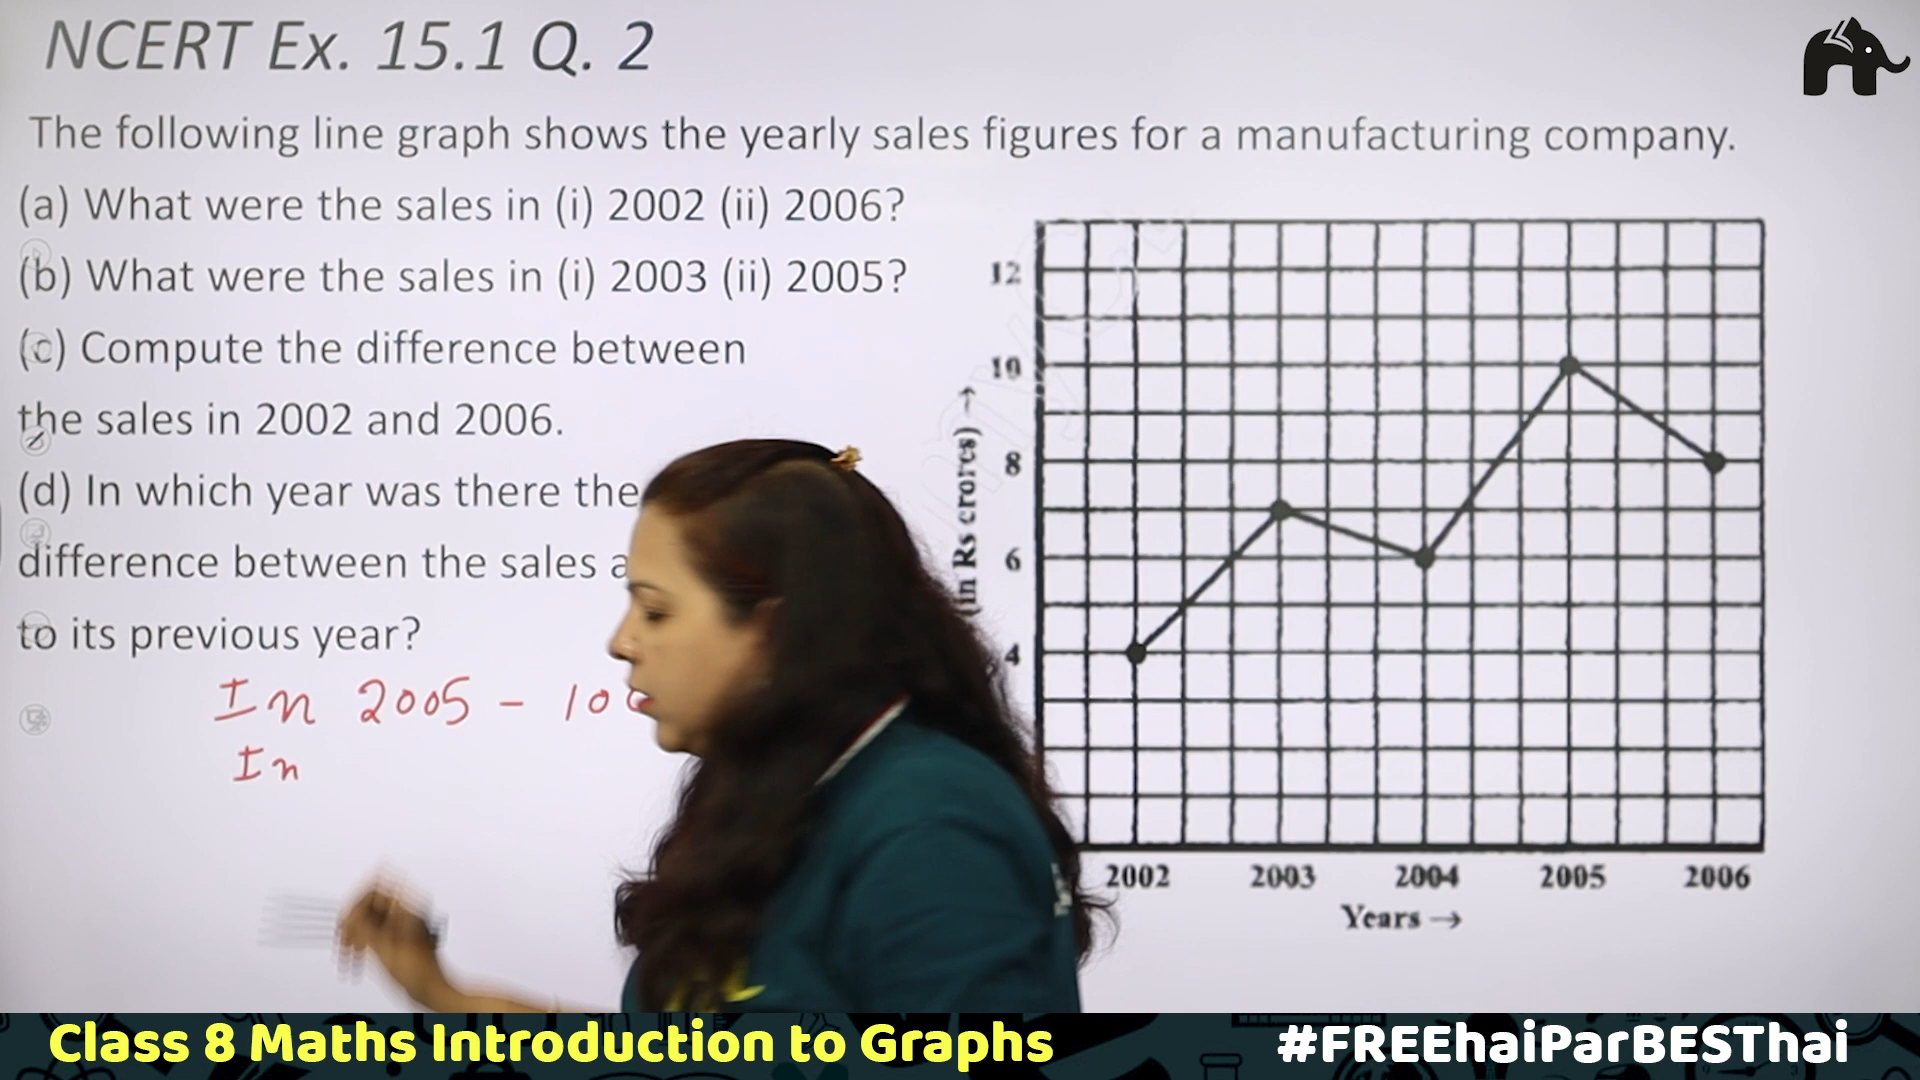 NCERT Ex. 15.1 Q. 2
The following line graph shows the yearly sales figures for a manufacturing company.
(a) What were the sales in (i) 2002 (ii) 2006?
(b) What were the sales in (i) 2003 (ii) 2005?
(c) Compute the difference between
the sales in 2002 and 2006.
(d) In which year was there the
difference between the sales
to its previous year?
In 2005 - 10
In
12
10
8
6
4
(in Rs crores) →
2002 2003 2004 2005 2006
Years →
Class 8 Maths Introduction to Graphs
#FREEhaiParBESThai